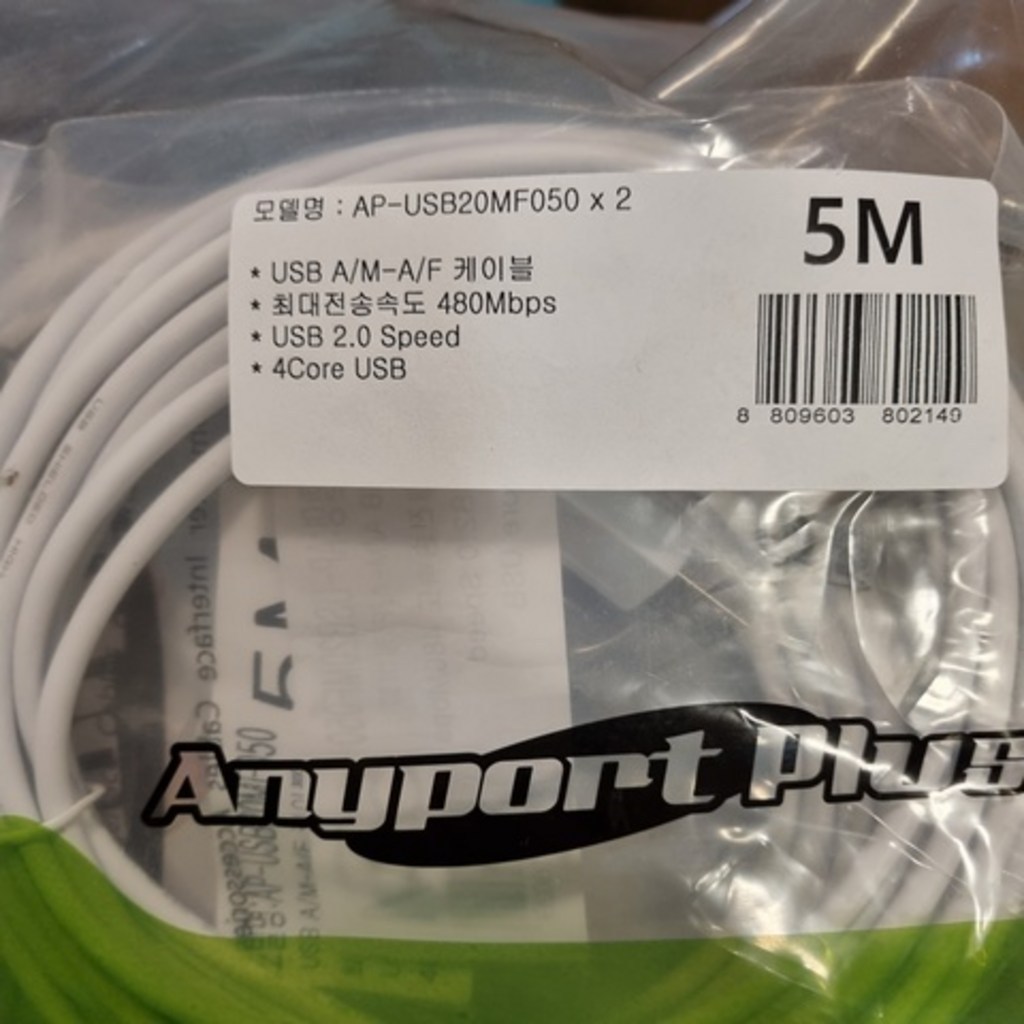 모델명 : AP-USB20MF050 x 2
5M
* USB A/M-A/F 케이블
* 최대전송속도 480Mbps
* USB 2.0 Speed
* 4Core USB
8 809603 802149
Anyport Plus